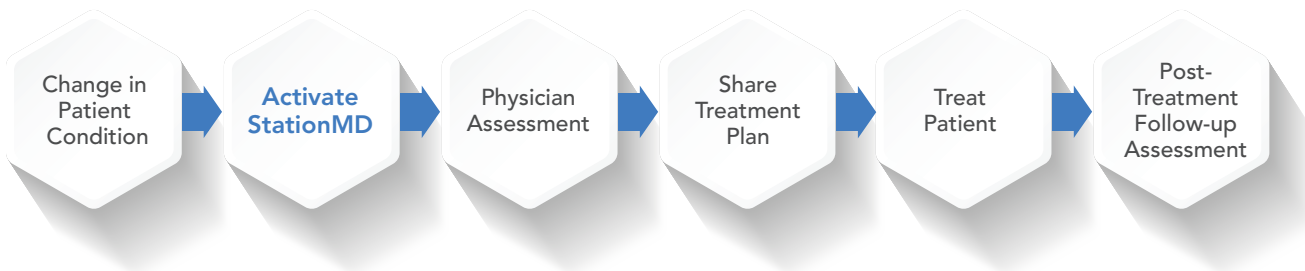 Change in
Patient
Condition
Activate
StationMD
Physician
Assessment
Share
Treatment
Plan
Treat
Patient
Post-
Treatment
Follow-up
Assessment